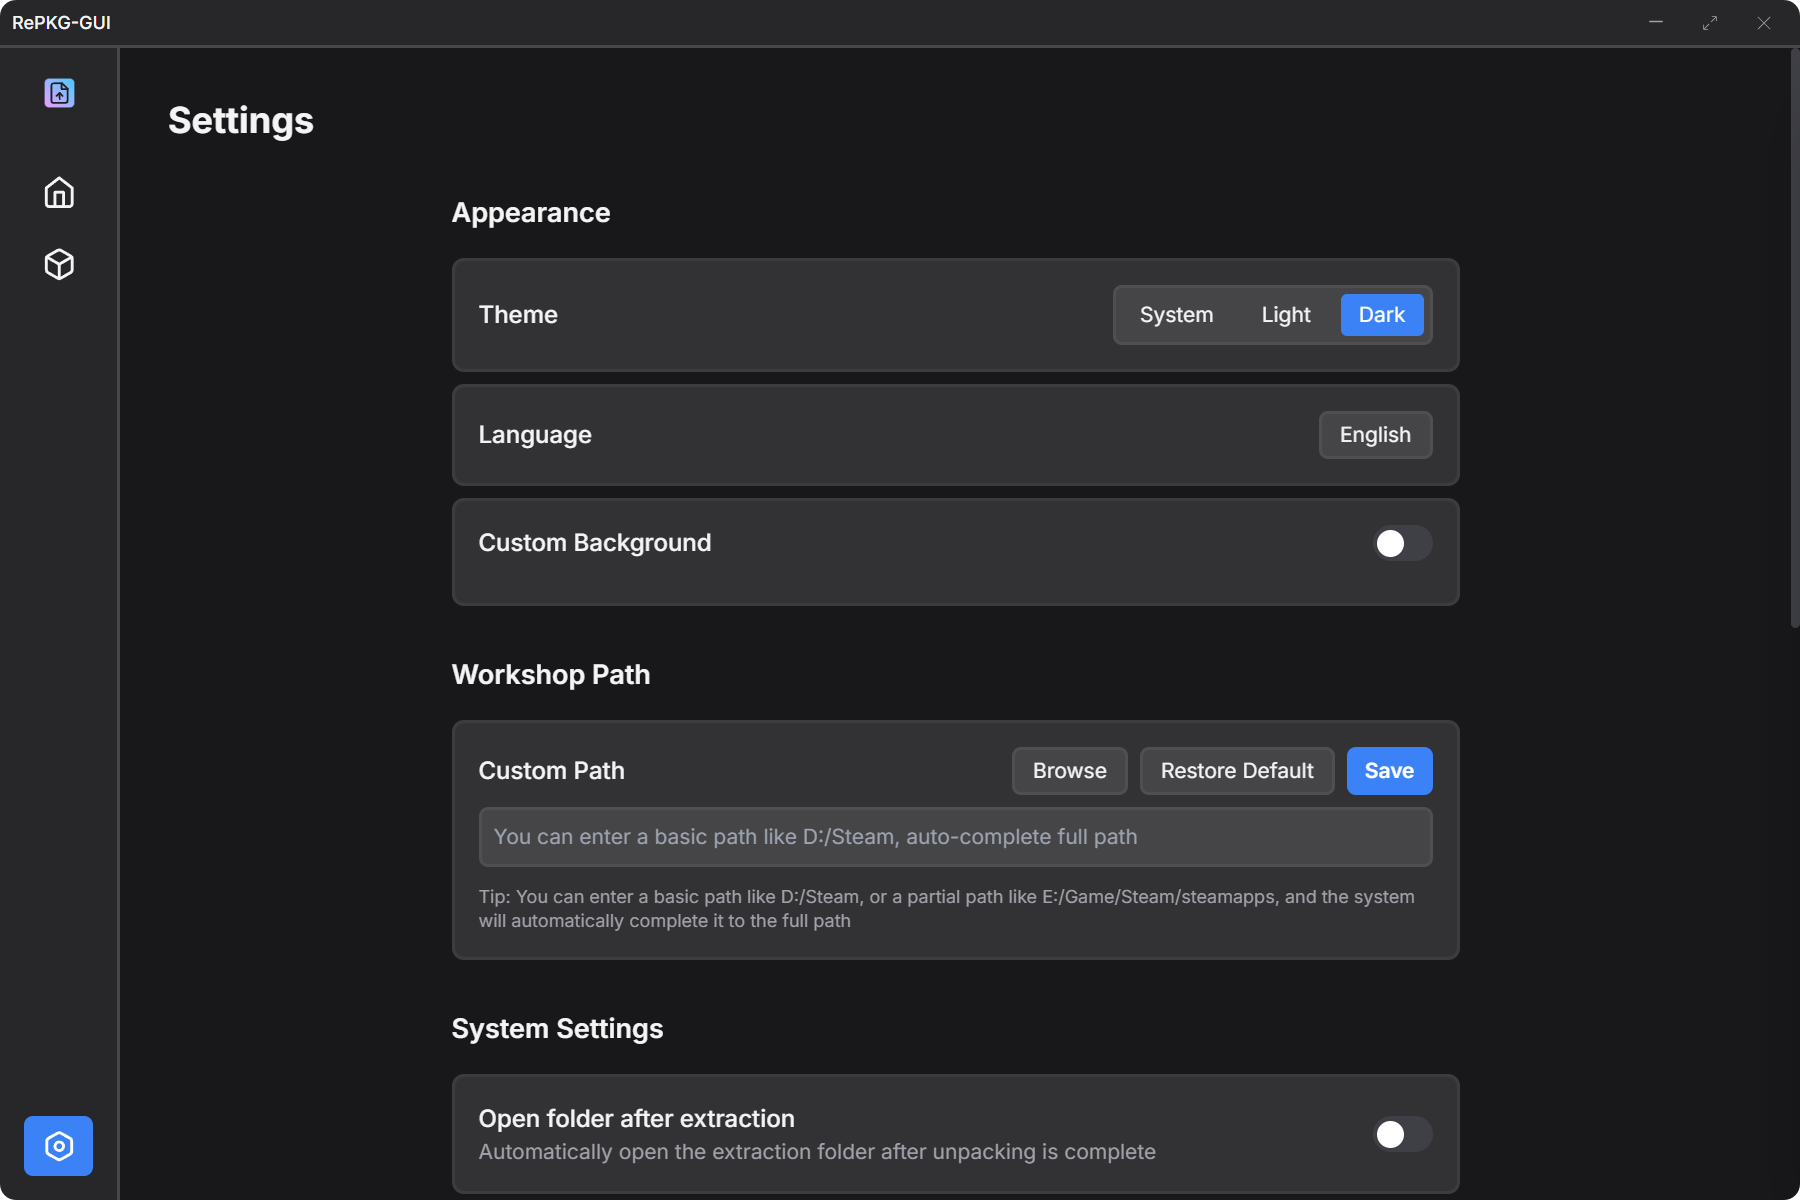 RePKG-GUI
Settings
Appearance
Theme
System
Light
Dark
Language
English
Custom Background
Workshop Path
Custom Path
Browse
Restore Default
Save
You can enter a basic path like D:/Steam, auto-complete full path
Tip: You can enter a basic path like D:/Steam, or a partial path like E:/Game/Steam/steamapps, and the system
will automatically complete it to the full path
System Settings
Open folder after extraction
Automatically open the extraction folder after unpacking is complete